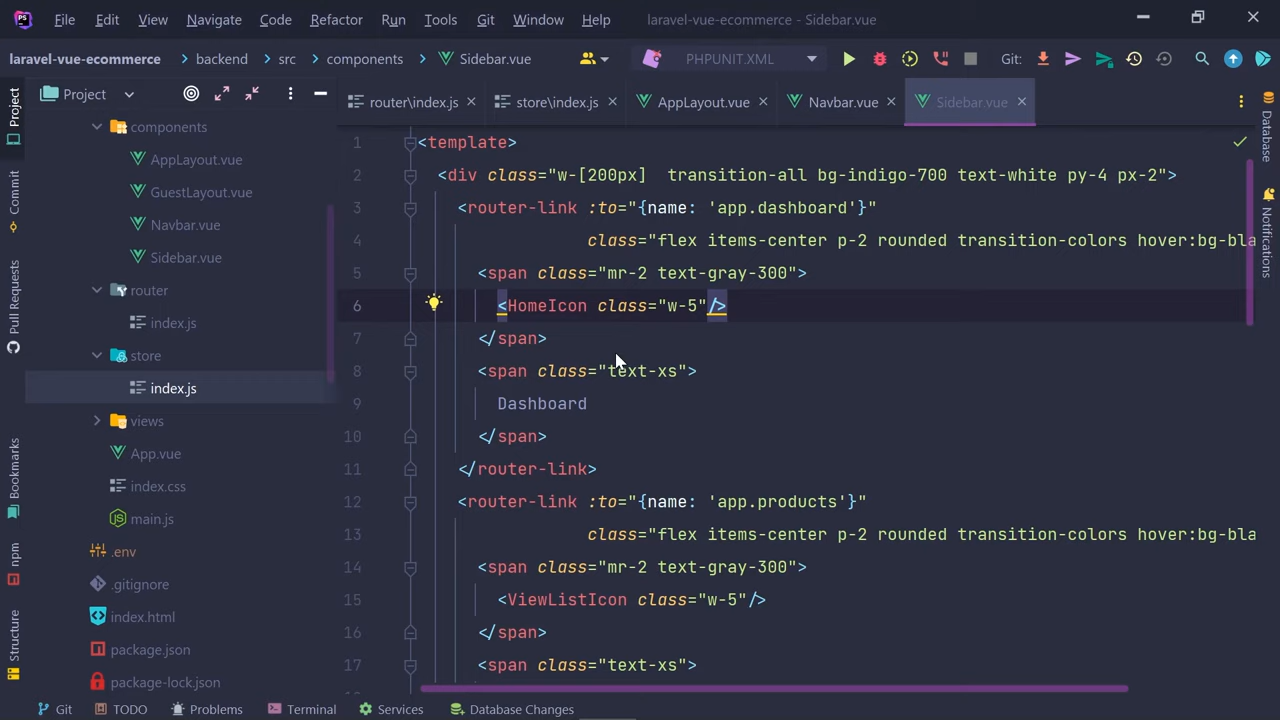 PS File Edit View Navigate Code Refactor Run Tools Git Window Help laravel-vue-ecommerce - Sidebar.vue
laravel-vue-ecommerce backend src components Sidebar.vue PHPUNIT.XML Git:
Project
Commit
Pull Requests
Bookmarks
npm
Structure
Project
components
AppLayout.vue
GuestLayout.vue
Navbar.vue
Sidebar.vue
router
index.js
store
index.js
views
App.vue
index.css
main.js
.env
.gitignore
index.html
package.json
package-lock.json
router\index.js store\index.js AppLayout.vue Navbar.vue Sidebar.vue
1 <template>
2 <div class="w-[200px]  transition-all bg-indigo-700 text-white py-4 px-2">
3 <router-link :to="{name: 'app.dashboard'}"
4 class="flex items-center p-2 rounded transition-colors hover:bg-bla
5 <span class="mr-2 text-gray-300">
6 <HomeIcon class="w-5"/>
7 </span>
8 <span class="text-xs">
9 Dashboard
10 </span>
11 </router-link>
12 <router-link :to="{name: 'app.products'}"
13 class="flex items-center p-2 rounded transition-colors hover:bg-bla
14 <span class="mr-2 text-gray-300">
15 <ViewListIcon class="w-5"/>
16 </span>
17 <span class="text-xs">
Database
Notifications
Git TODO Problems Terminal Services Database Changes